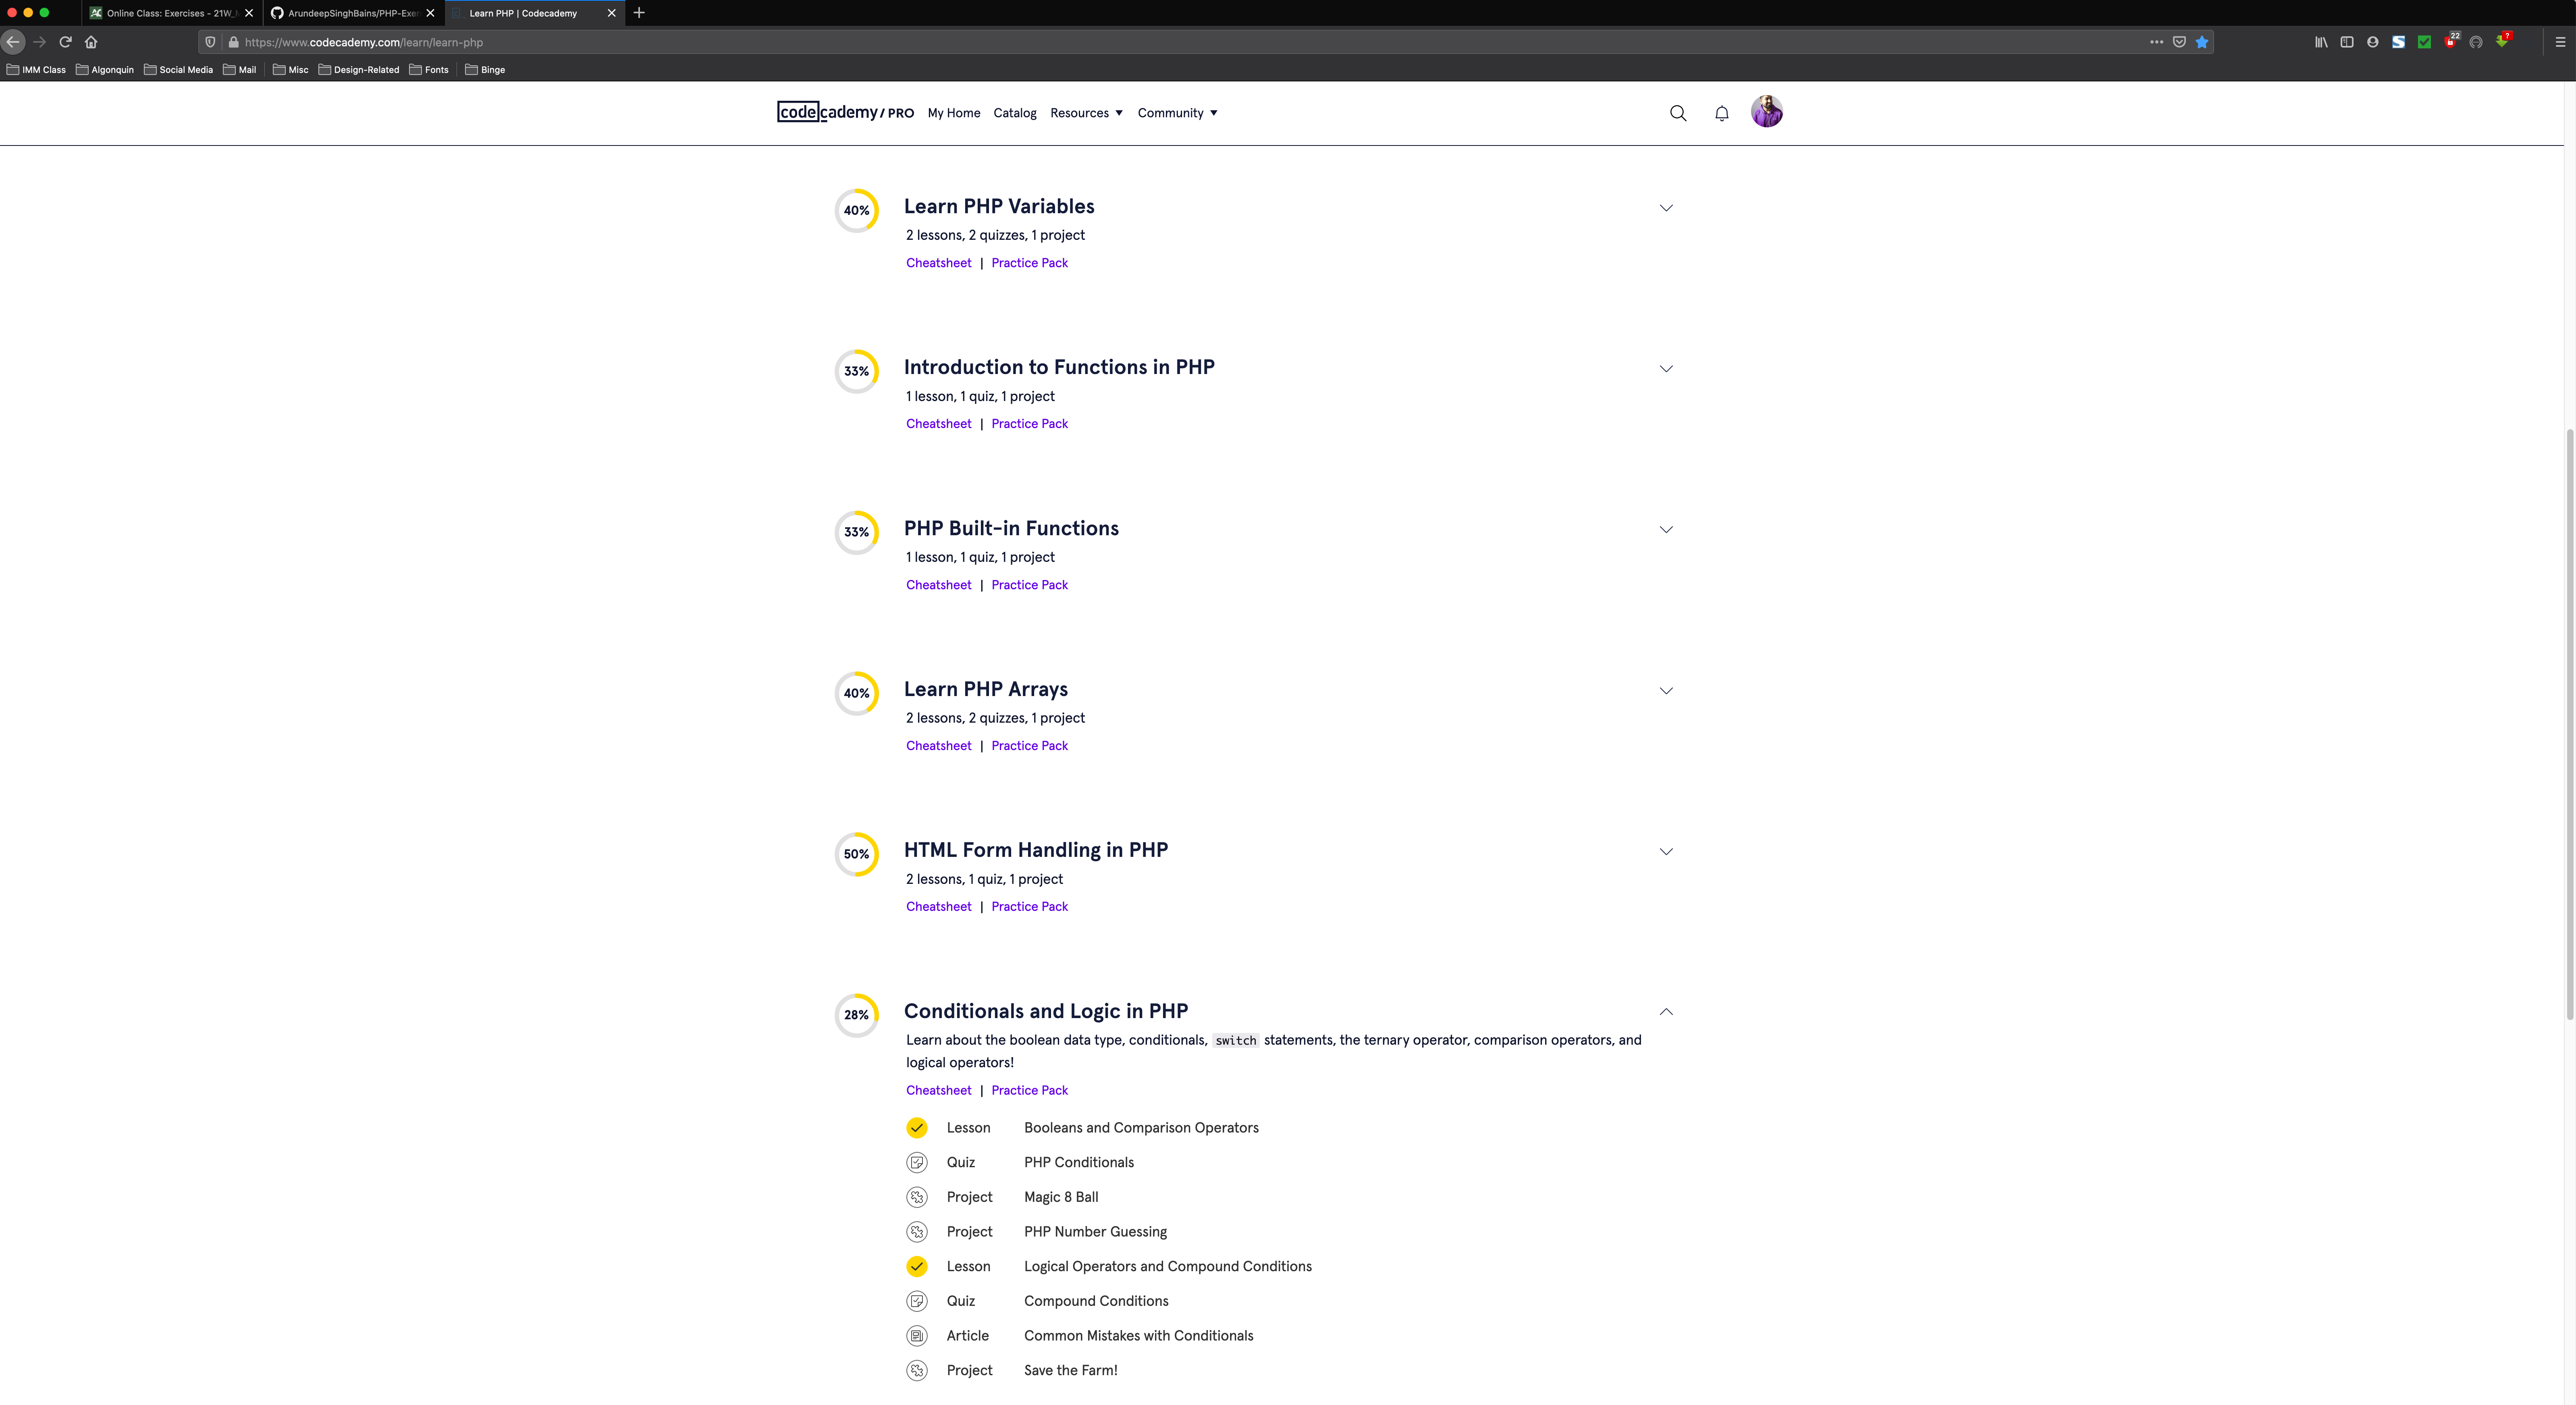 Online Class: Exercises - 21W_
ArundeepSinghBains/PHP-Exer
Learn PHP | Codecademy
https://www.codecademy.com/learn/learn-php
22
?
IMM Class
Algonquin
Social Media
Mail
Misc
Design-Related
Fonts
Binge
codecademy / PRO
My Home
Catalog
Resources
Community
40%
Learn PHP Variables
2 lessons, 2 quizzes, 1 project
Cheatsheet | Practice Pack
33%
Introduction to Functions in PHP
1 lesson, 1 quiz, 1 project
Cheatsheet | Practice Pack
33%
PHP Built-in Functions
1 lesson, 1 quiz, 1 project
Cheatsheet | Practice Pack
40%
Learn PHP Arrays
2 lessons, 2 quizzes, 1 project
Cheatsheet | Practice Pack
50%
HTML Form Handling in PHP
2 lessons, 1 quiz, 1 project
Cheatsheet | Practice Pack
28%
Conditionals and Logic in PHP
Learn about the boolean data type, conditionals, switch statements, the ternary operator, comparison operators, and
logical operators!
Cheatsheet | Practice Pack
Lesson Booleans and Comparison Operators
Quiz PHP Conditionals
Project Magic 8 Ball
Project PHP Number Guessing
Lesson Logical Operators and Compound Conditions
Quiz Compound Conditions
Article Common Mistakes with Conditionals
Project Save the Farm!